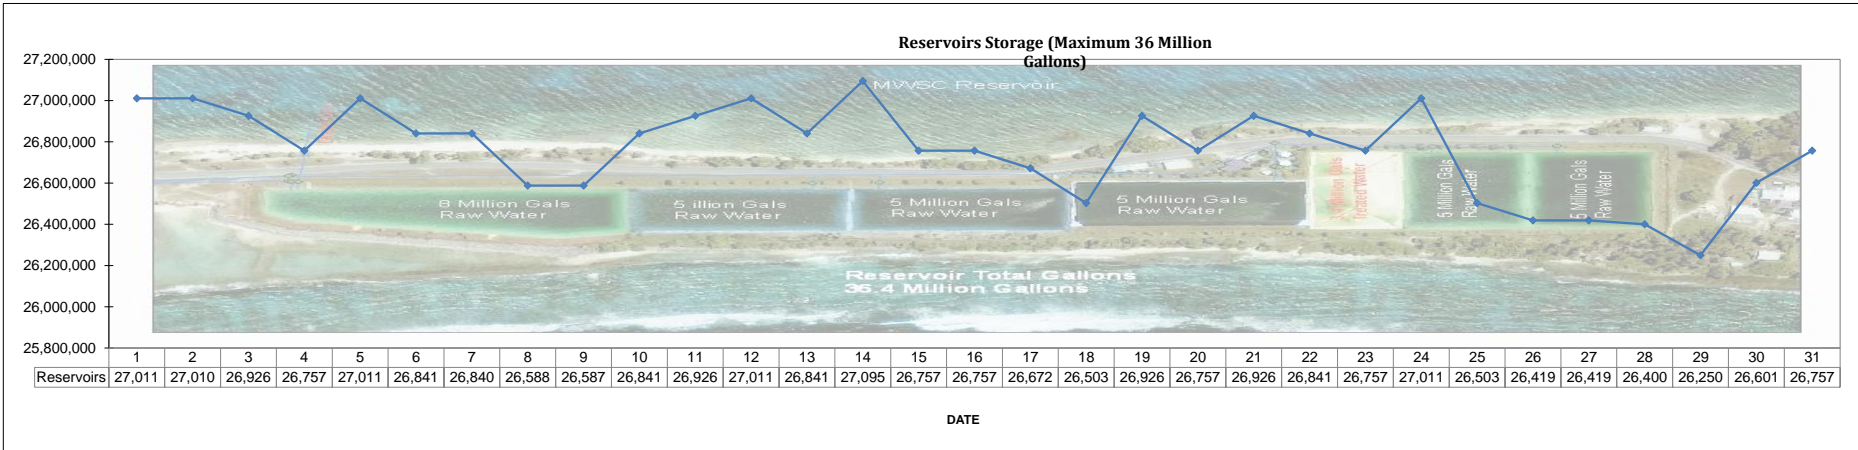 Reservoirs Storage (Maximum 36 Million
Gallons)
27,200,000
27,000,000
26,800,000
26,600,000
26,400,000
26,200,000
26,000,000
25,800,000
MWSC Reservoir
8 Million Gals
Raw Water
5 illion Gals
Raw Water
5 Million Gals
Raw Water
5 Million Gals
Raw Water
Million Gals
Treated Water
5 Million Gals
Raw Water
5 Million Gals
Raw Water
Reservoir Total Gallons
36.4 Million Gallons
1 2 3 4 5 6 7 8 9 10 11 12 13 14 15 16 17 18 19 20 21 22 23 24 25 26 27 28 29 30 31
Reservoirs 27,011 27,010 26,926 26,757 27,011 26,841 26,840 26,588 26,587 26,841 26,926 27,011 26,841 27,095 26,757 26,757 26,672 26,503 26,926 26,757 26,926 26,841 26,757 27,011 26,503 26,419 26,419 26,400 26,250 26,601 26,757
DATE